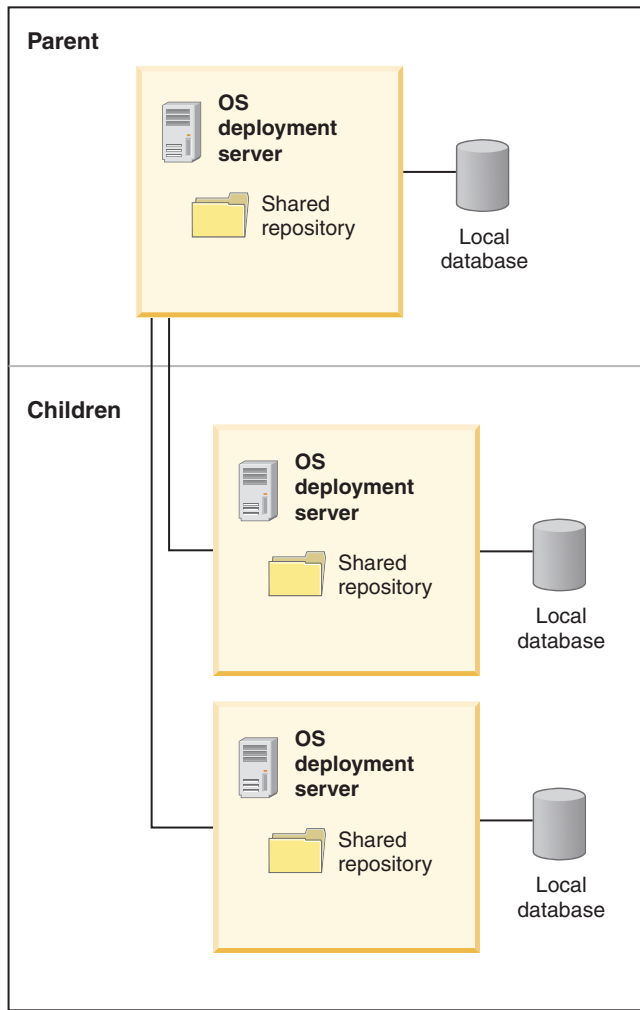 Parent
OS
deployment
server
Shared
repository
Local
database
Children
OS
deployment
server
Shared
repository
Local
database
OS
deployment
server
Shared
repository
Local
database